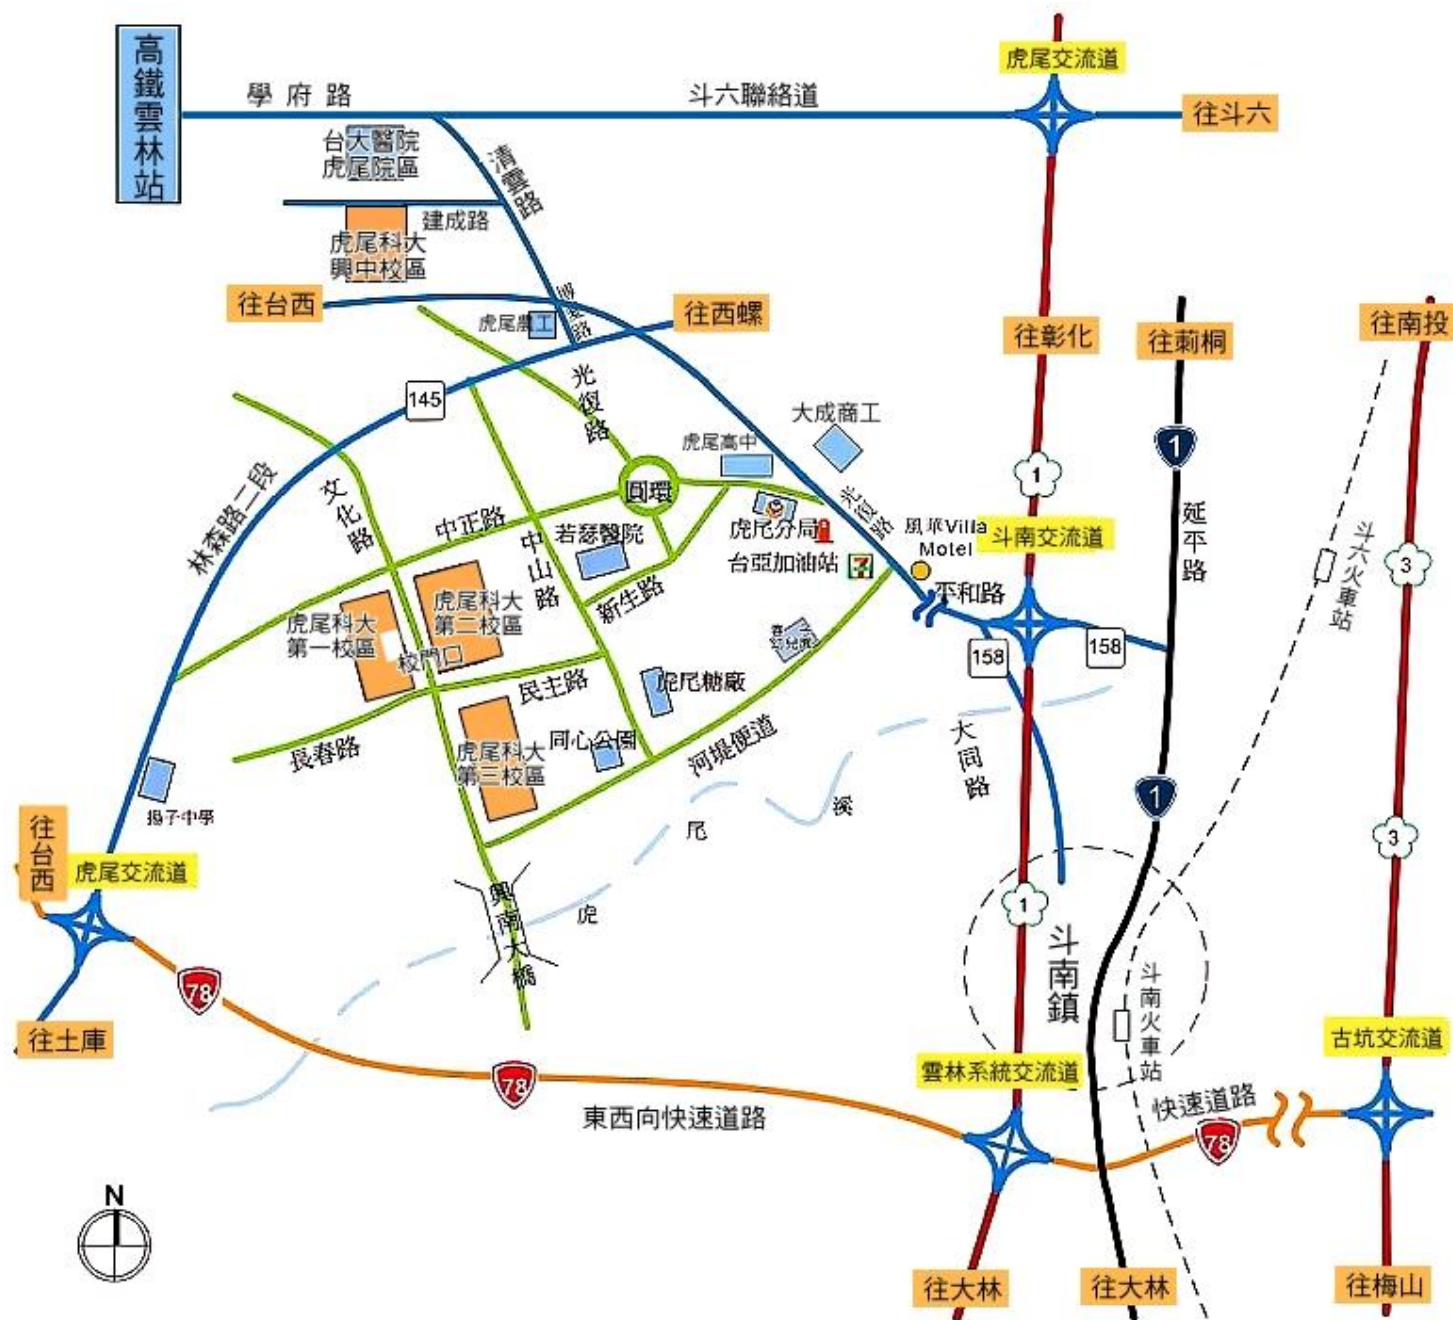 高鐵雲林站
學府路
斗六聯絡道
虎尾交流道
往斗六
台大醫院
虎尾院區
清雲路
建成路
虎尾科大
興中校區
往台西
虎尾農工
博愛路
往西螺
往彰化
往莿桐
往南投
145
光復路
大成商工
虎尾高中
1
1
圓環
光復路
林森路二段
文化路
中正路
中山路
若瑟醫院
虎尾分局
台亞加油站
7
風華Villa
Motel
斗南交流道
延平路
斗六火車站
3
新生路
平和路
虎尾科大
第一校區
虎尾科大
第二校區
校門口
158
158
民主路
虎尾糖廠
長春路
虎尾科大
第三校區
同心公園
河堤便道
大同路
揚子中學
1
3
往台西
虎尾交流道
虎
尾
溪
興南大橋
1
斗南鎮
斗南火車站
78
往土庫
78
東西向快速道路
雲林系統交流道
快速道路
78
古坑交流道
N
往大林
往大林
往梅山